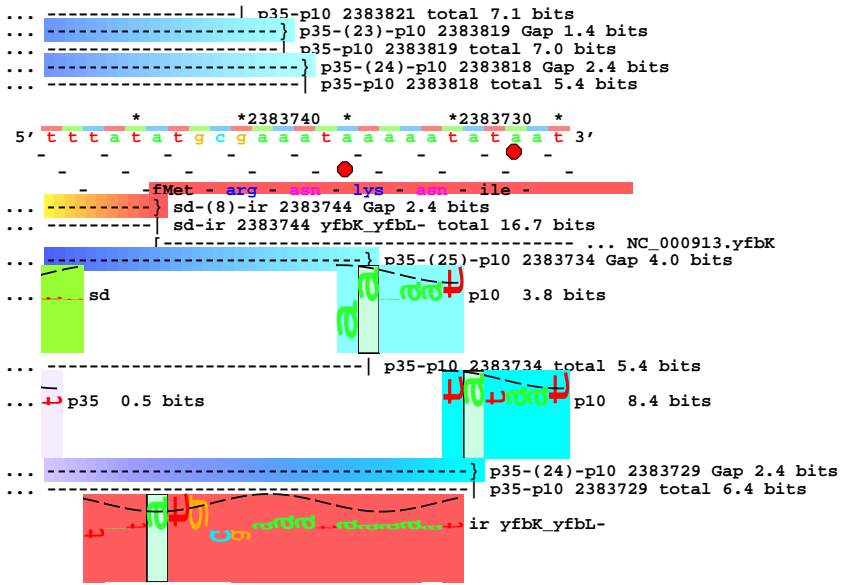 ... ------------------| p35-p10 2383821 total 7.1 bits
... ----------------------} p35-(23)-p10 2383819 Gap 1.4 bits
... ----------------------| p35-p10 2383819 total 7.0 bits
... ------------------------} p35-(24)-p10 2383818 Gap 2.4 bits
... ------------------------| p35-p10 2383818 total 5.4 bits
* *2383740 * *2383730 *
5' t t t a t a t g c g a a a t a a a a a t a t a a t 3'
- - fMet - arg - asn - lys - asn - ile -
... ----------} sd-(8)-ir 2383744 Gap 2.4 bits
... ----------| sd-ir 2383744 yfbK_yfbL- total 16.7 bits
[--------------------------------------- ... NC_000913.yfbK
... ------------------------------} p35-(25)-p10 2383734 Gap 4.0 bits
... sd p10 3.8 bits
... ------------------------------| p35-p10 2383734 total 5.4 bits
... p35 0.5 bits p10 8.4 bits
... ----------------------------------------} p35-(24)-p10 2383729 Gap 2.4 bits
... ----------------------------------------| p35-p10 2383729 total 6.4 bits
... ir yfbK_yfbL-